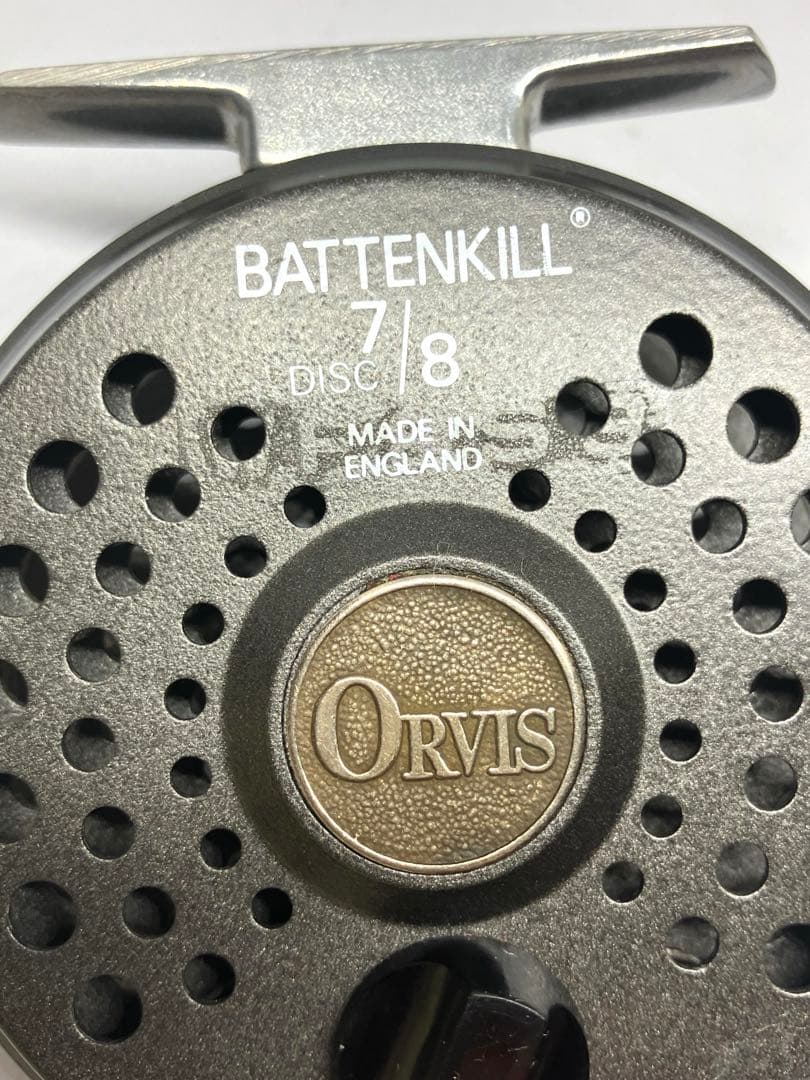 BATTENKILL®
7/8
DISC
MADE IN
ENGLAND
ORVIS